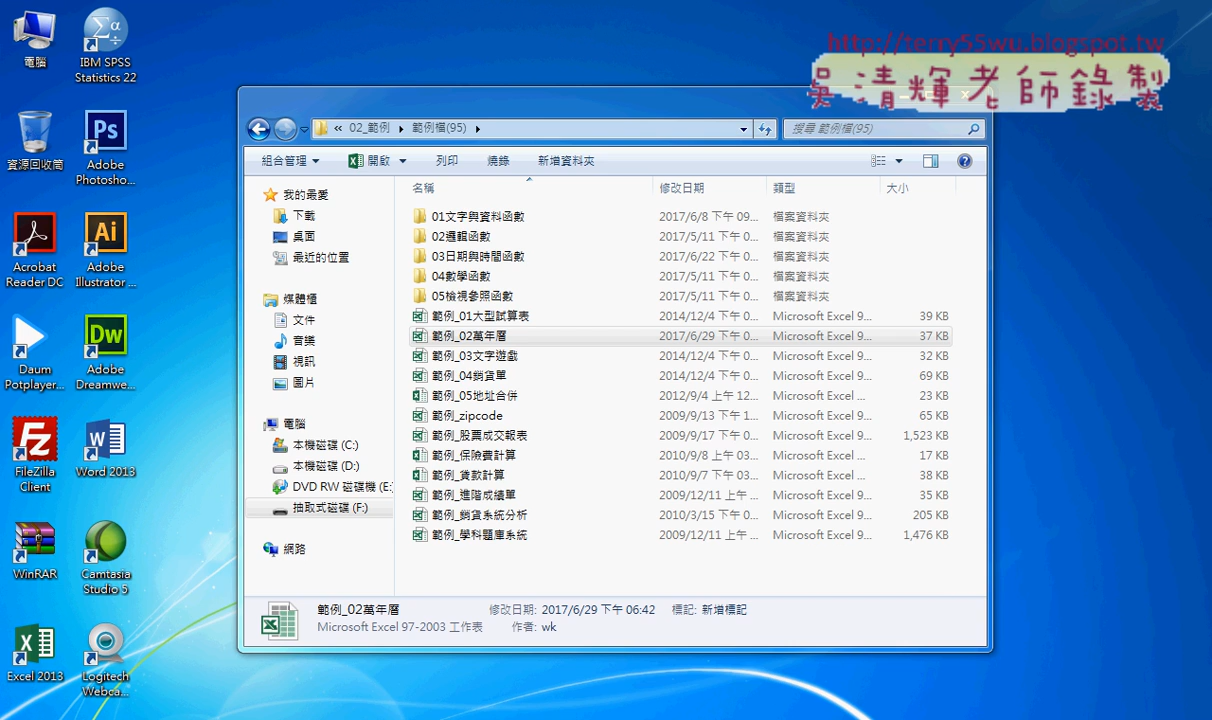 http://terry55wu.blogspot.tw
吳清輝老師錄製
電腦
IBM SPSS
Statistics 22
資源回收筒
Adobe
Photosho...
Acrobat
Reader DC
Adobe
Illustrator ...
Daum
Potplayer...
Adobe
Dreamwe...
FileZilla
Client
Word 2013
WinRAR
Camtasia
Studio 5
Excel 2013
Logitech
Webca...
« 02_範例 ▸ 範例檔(95) ▸
搜尋 範例檔(95)
組合管理 開啟 列印 燒錄 新增資料夾
我的最愛
下載
桌面
最近的位置
媒體櫃
文件
音樂
視訊
圖片
電腦
本機磁碟 (C:)
本機磁碟 (D:)
DVD RW 磁碟機 (E:
抽取式磁碟 (F:)
網路
名稱 修改日期 類型 大小
01文字與資料函數 2017/6/8 下午 09... 檔案資料夾
02邏輯函數 2017/5/11 下午 0... 檔案資料夾
03日期與時間函數 2017/6/22 下午 0... 檔案資料夾
04數學函數 2017/5/11 下午 0... 檔案資料夾
05檢視參照函數 2017/5/11 下午 0... 檔案資料夾
範例_01大型試算表 2014/12/4 下午 0... Microsoft Excel 9... 39 KB
範例_02萬年曆 2017/6/29 下午 0... Microsoft Excel 9... 37 KB
範例_03文字遊戲 2014/12/4 下午 0... Microsoft Excel 9... 32 KB
範例_04銷貨單 2014/12/4 下午 0... Microsoft Excel 9... 69 KB
範例_05地址合併 2012/9/4 上午 12... Microsoft Excel ... 23 KB
範例_zipcode 2009/9/13 下午 1... Microsoft Excel 9... 65 KB
範例_股票成交報表 2009/9/17 下午 0... Microsoft Excel 9... 1,523 KB
範例_保險費計算 2010/9/8 上午 03... Microsoft Excel ... 17 KB
範例_貸款計算 2010/9/7 下午 03... Microsoft Excel ... 38 KB
範例_進階成績單 2009/12/11 上午 ... Microsoft Excel 9... 35 KB
範例_銷貨系統分析 2010/3/15 下午 0... Microsoft Excel 9... 205 KB
範例_學科題庫系統 2009/12/11 上午 ... Microsoft Excel 9... 1,476 KB
範例_02萬年曆 修改日期: 2017/6/29 下午 06:42 標記: 新增標記
Microsoft Excel 97-2003 工作表 作者: wk